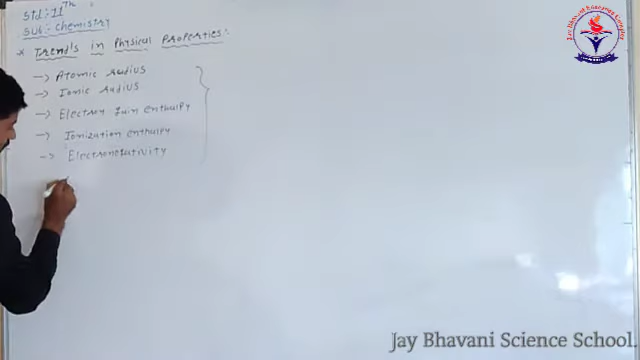 Std: 11th
Sub: Chemistry
* Trends in Physical Properties:
-> Atomic radius
-> Ionic radius
-> Electron Gain enthalpy
-> Ionization enthalpy
-> Electronegativity
Jay Bhavani Science School.